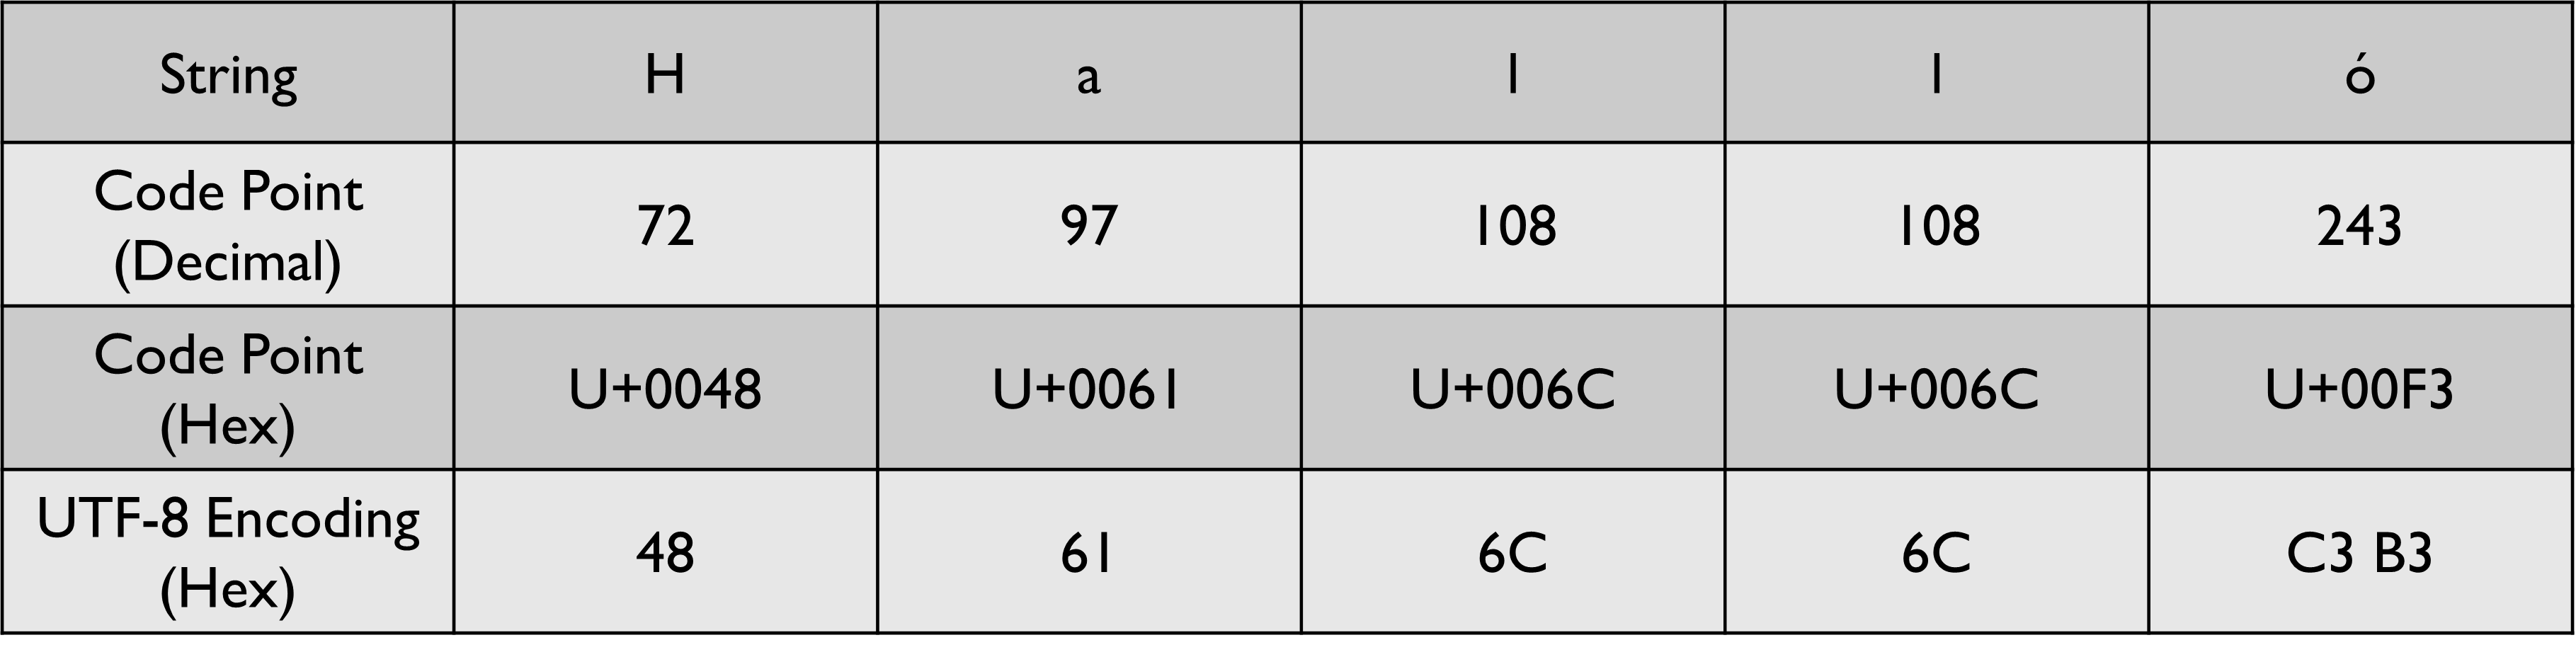 String H a l l ó
Code Point
(Decimal) 72 97 108 108 243
Code Point
(Hex) U+0048 U+0061 U+006C U+006C U+00F3
UTF-8 Encoding
(Hex) 48 61 6C 6C C3 B3